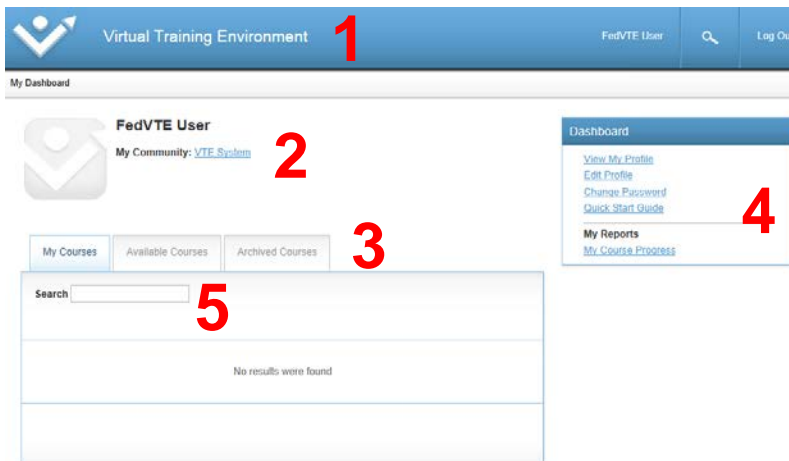 Virtual Training Environment 1 FedVTE User Log Ou
My Dashboard
FedVTE User
My Community: VTE System
2
Dashboard
View My Profile
Edit Profile
Change Password
Quick Start Guide
4
My Reports
My Course Progress
My Courses Available Courses Archived Courses 3
Search 5
No results were found